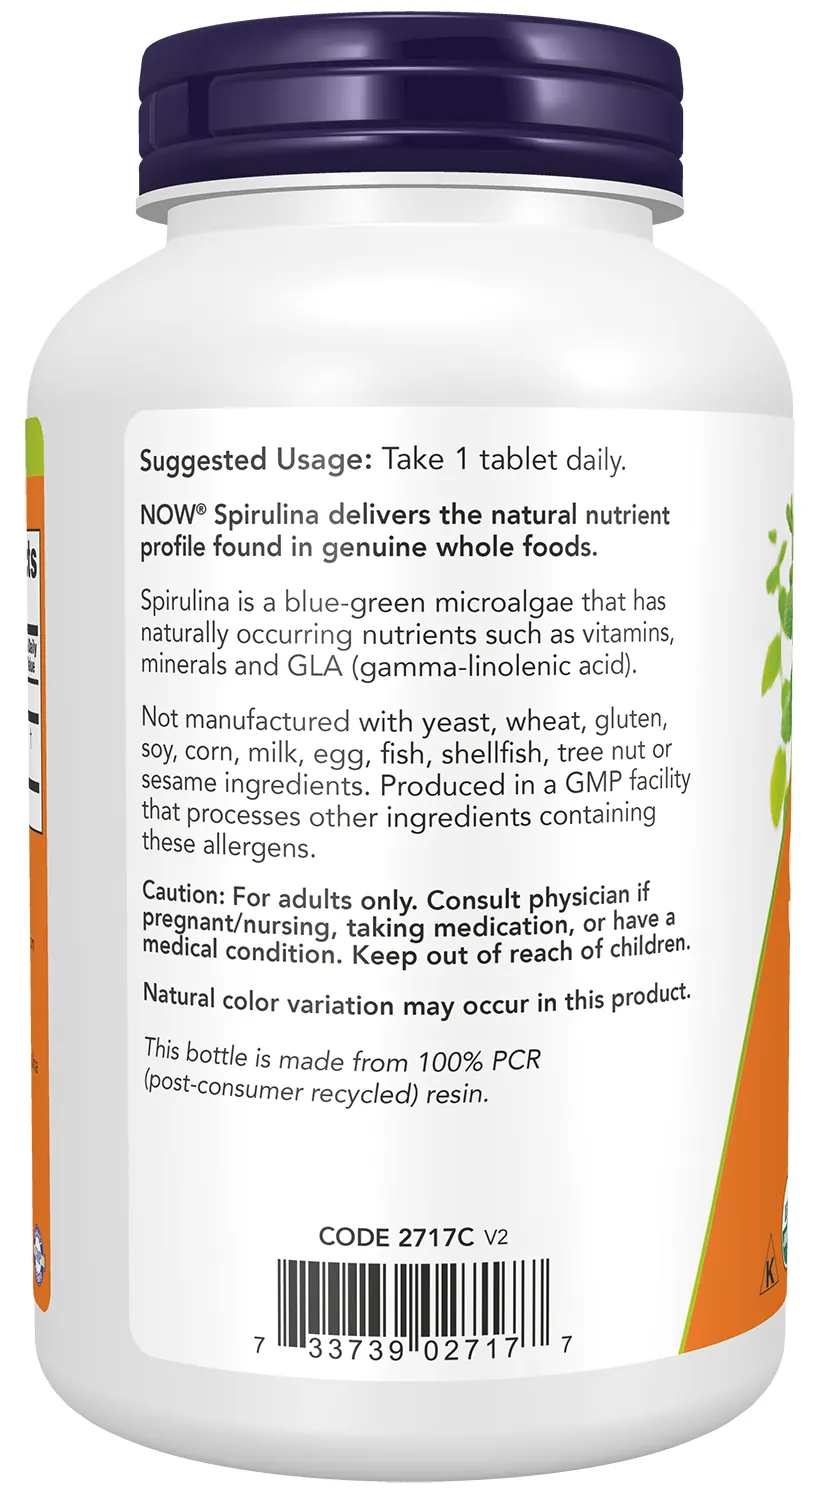 Suggested Usage: Take 1 tablet daily.
NOW® Spirulina delivers the natural nutrient
profile found in genuine whole foods.
Spirulina is a blue-green microalgae that has
naturally occurring nutrients such as vitamins,
minerals and GLA (gamma-linolenic acid).
Not manufactured with yeast, wheat, gluten,
soy, corn, milk, egg, fish, shellfish, tree nut or
sesame ingredients. Produced in a GMP facility
that processes other ingredients containing
these allergens.
Caution: For adults only. Consult physician if
pregnant/nursing, taking medication, or have a
medical condition. Keep out of reach of children.
Natural color variation may occur in this product.
This bottle is made from 100% PCR
(post-consumer recycled) resin.
CODE 2717C V2
7 33739 02717 7
K